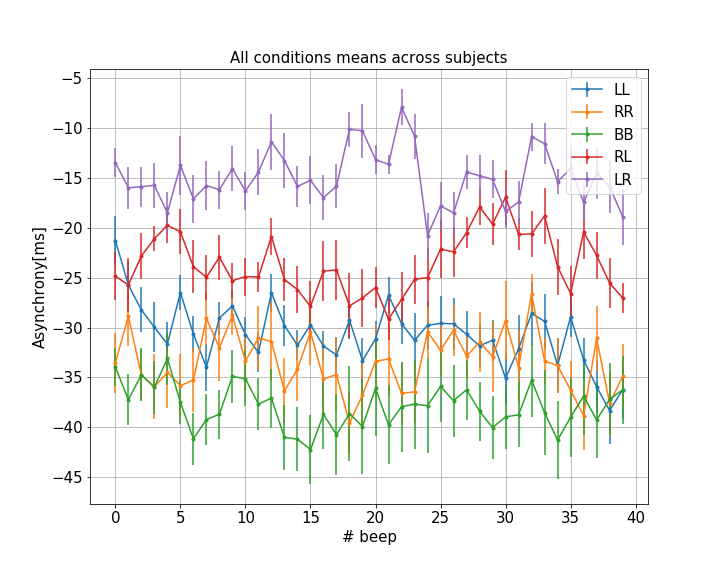 All conditions means across subjects
−5
−10
−15
−20
−25
−30
−35
−40
−45
Asynchrony[ms]
0 5 10 15 20 25 30 35 40
# beep
LL
RR
BB
RL
LR